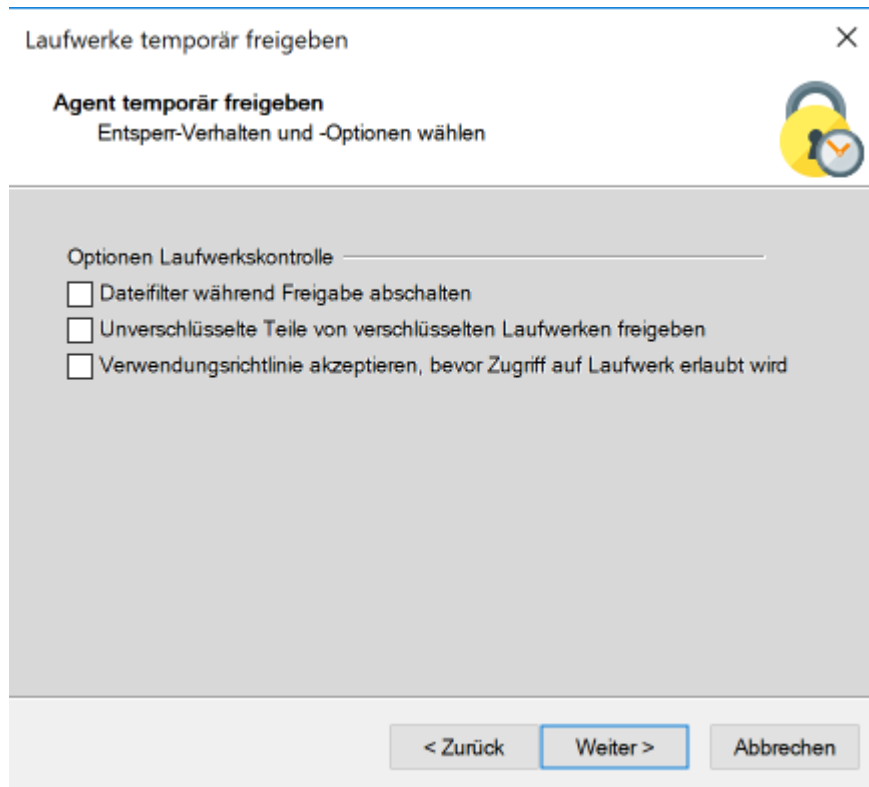 Laufwerke temporär freigeben
Agent temporär freigeben
Entsperr-Verhalten und -Optionen wählen
Optionen Laufwerkskontrolle
Dateifilter während Freigabe abschalten
Unverschlüsselte Teile von verschlüsselten Laufwerken freigeben
Verwendungsrichtlinie akzeptieren, bevor Zugriff auf Laufwerk erlaubt wird
< Zurück
Weiter >
Abbrechen